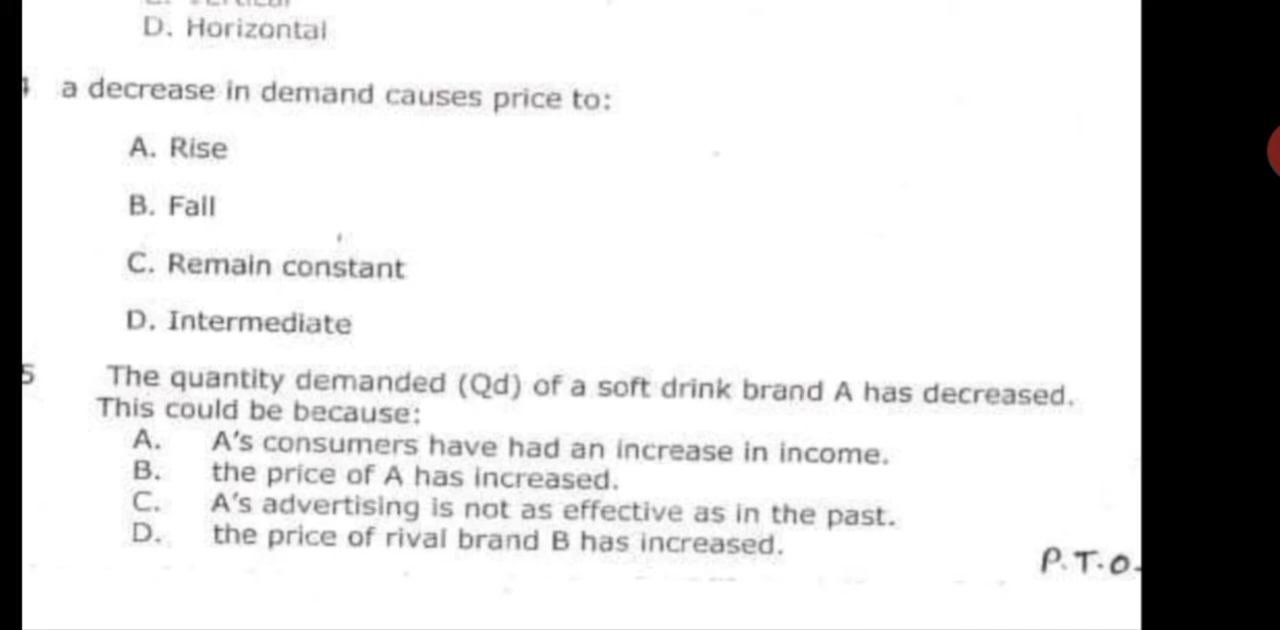 D. Horizontal
a decrease in demand causes price to:
A. Rise
B. Fall
C. Remain constant
D. Intermediate
5 The quantity demanded (Qd) of a soft drink brand A has decreased.
This could be because:
A. A's consumers have had an increase in income.
B. the price of A has increased.
C. A's advertising is not as effective as in the past.
D. the price of rival brand B has increased.
P.T.O.